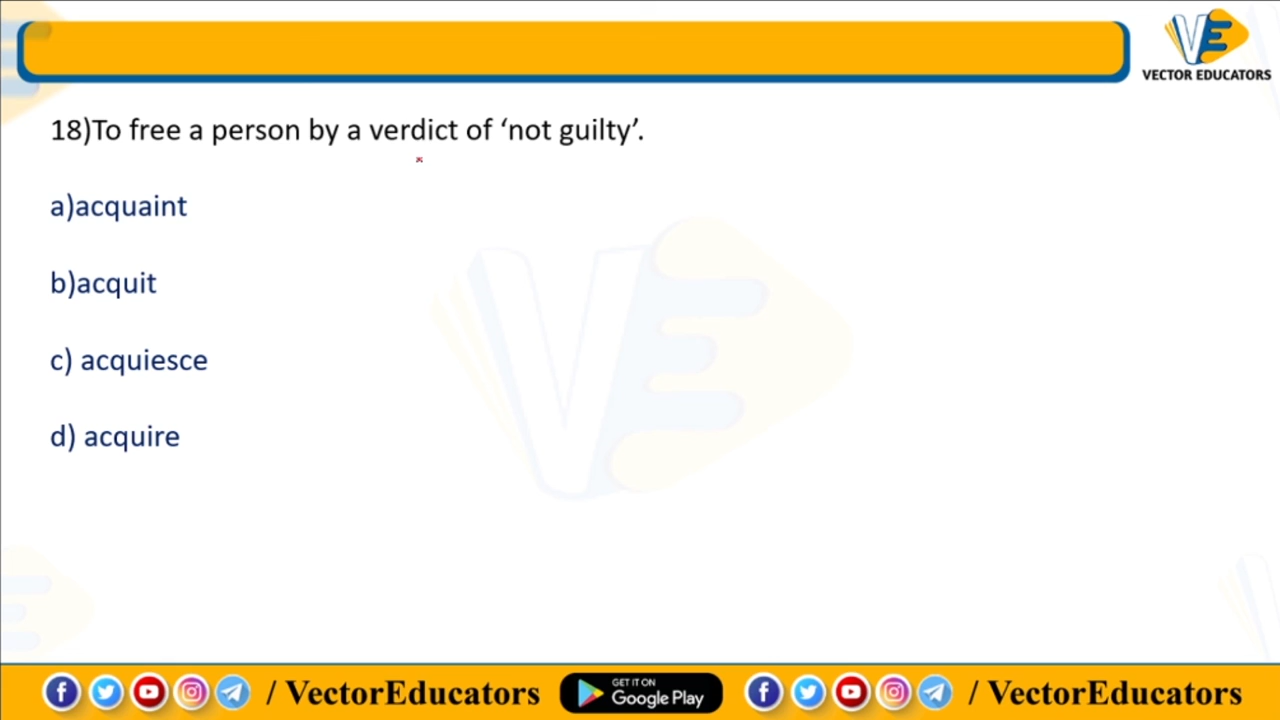 VE
VECTOR EDUCATORS
18)To free a person by a verdict of ‘not guilty’.
a)acquaint
b)acquit
c) acquiesce
d) acquire
/ VectorEducators
GET IT ON
Google Play
/ VectorEducators